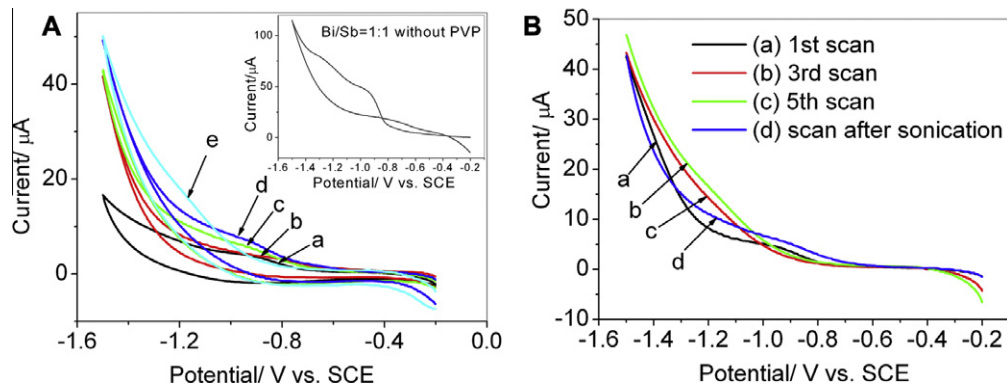 A
Bi/Sb=1:1 without PVP
Current/μA
100
50
0
-1.6 -1.4 -1.2 -1.0 -0.8 -0.6 -0.4 -0.2
Potential/ V vs. SCE
Current/ μA
40
20
0
e
d
c
b
a
-1.6 -1.2 -0.8 -0.4 0.0
Potential/ V vs. SCE
B
(a) 1st scan
(b) 3rd scan
(c) 5th scan
(d) scan after sonication
Current/ μA
50
40
30
20
10
0
-10
a
b
c
d
-1.6 -1.4 -1.2 -1.0 -0.8 -0.6 -0.4 -0.2
Potential/ V vs. SCE